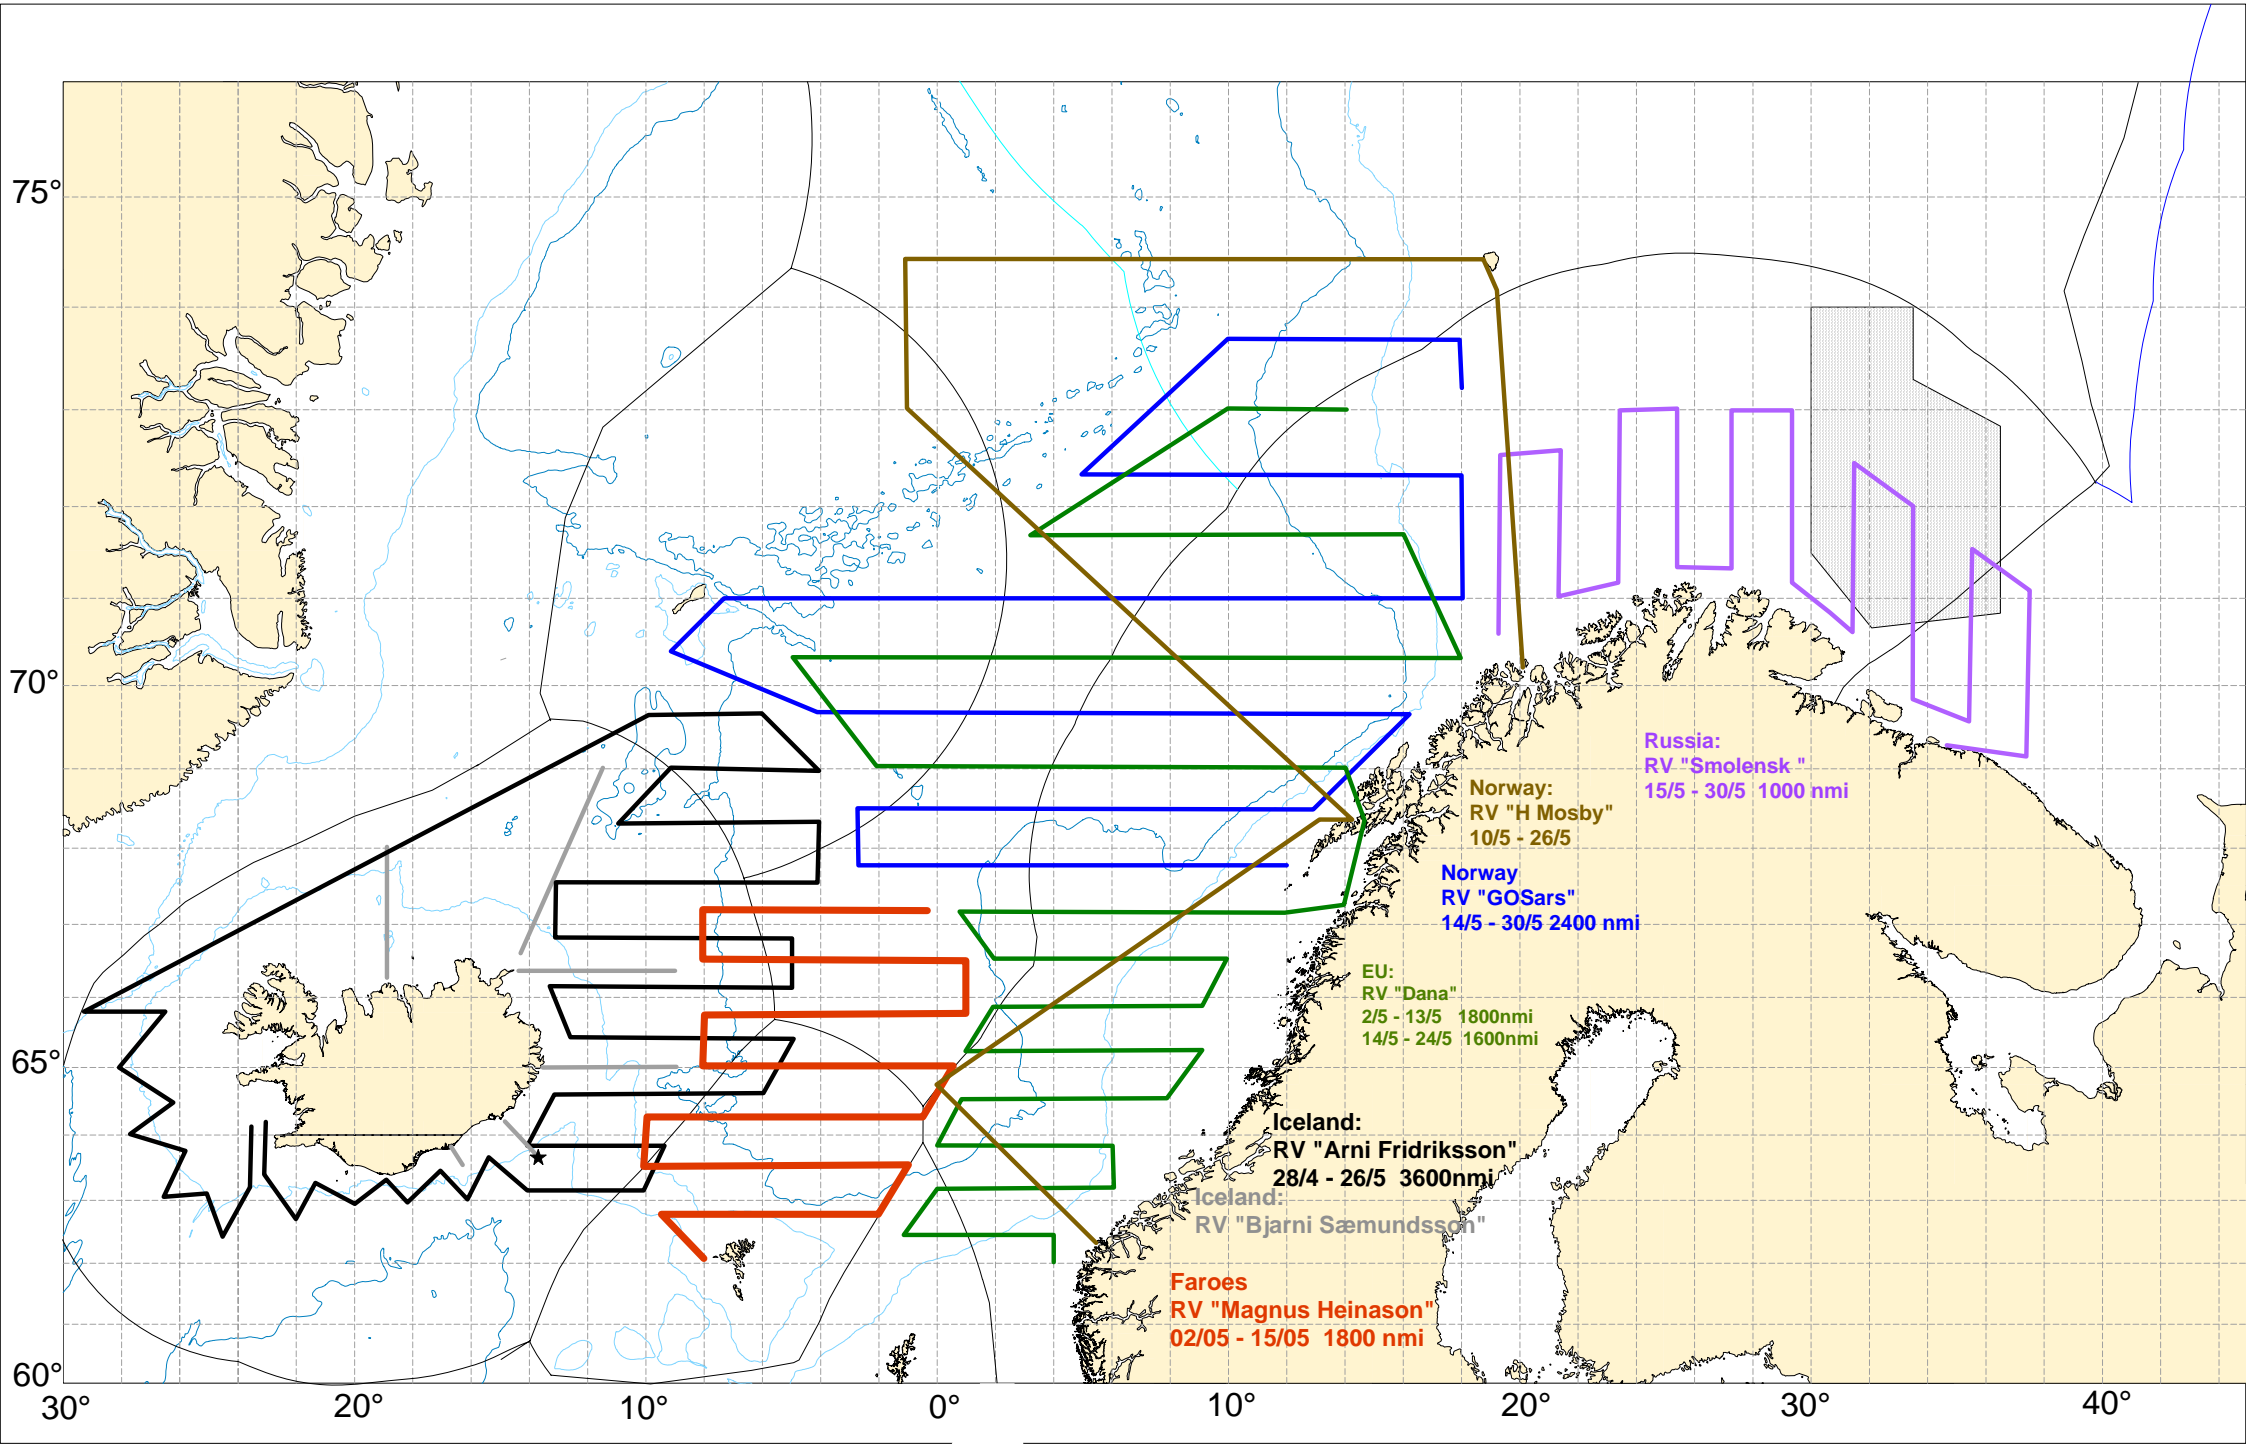 75°
70°
Russia:
RV "Smolensk "
15/5 - 30/5 1000 nmi
Norway:
RV "H Mosby"
10/5 - 26/5
Norway
RV "GOSars"
14/5 - 30/5 2400 nmi
EU:
RV "Dana"
2/5 - 13/5 1800nmi
14/5 - 24/5 1600nmi
65°
Iceland:
RV "Arni Fridriksson"
28/4 - 26/5 3600nmi
Iceland:
RV "Bjarni Sæmundsson"
Faroes
RV "Magnus Heinason"
02/05 - 15/05 1800 nmi
60°
30° 20° 10° 0° 10° 20° 30° 40°